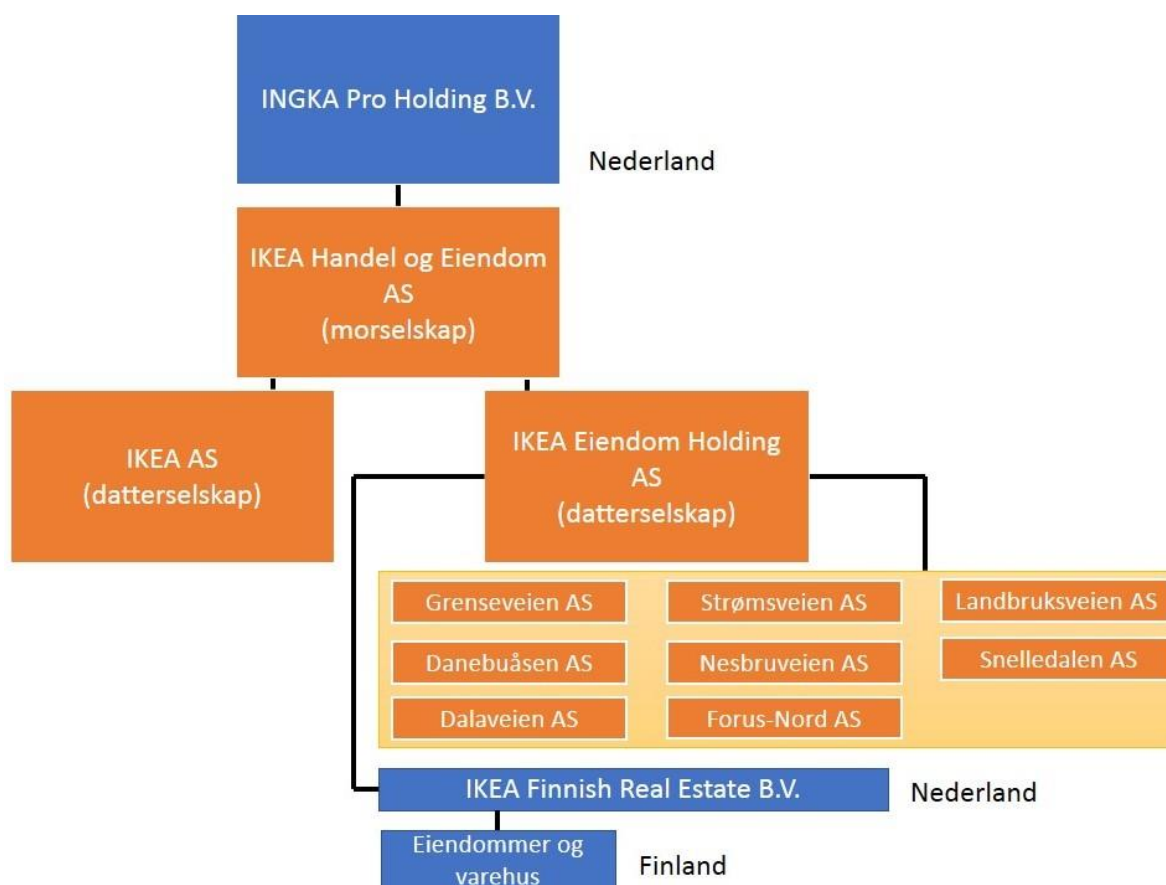 INGKA Pro Holding B.V.
Nederland
IKEA Handel og Eiendom
AS
(morselskap)
IKEA AS
(datterselskap)
IKEA Eiendom Holding
AS
(datterselskap)
Grenseveien AS
Strømsveien AS
Landbruksveien AS
Danebuåsen AS
Nesbruveien AS
Snelledalen AS
Dalaveien AS
Forus-Nord AS
IKEA Finnish Real Estate B.V.
Nederland
Eiendommer og
varehus
Finland